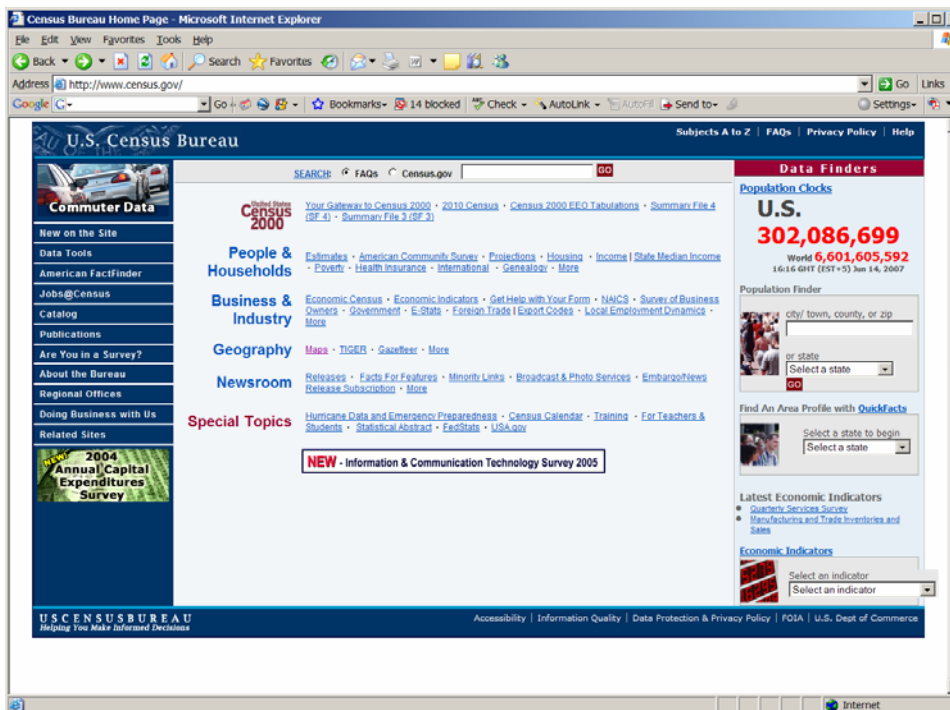 Census Bureau Home Page - Microsoft Internet Explorer
File Edit View Favorites Tools Help
Back Search Favorites
Address http://www.census.gov/ Go Links
Google Go Bookmarks 14 blocked Check AutoLink AutoFill Send to Settings
U.S. Census Bureau
Subjects A to Z | FAQs | Privacy Policy | Help
Commuter Data
New on the Site
Data Tools
American FactFinder
Jobs@Census
Catalog
Publications
Are You in a Survey?
About the Bureau
Regional Offices
Doing Business with Us
Related Sites
NEW!
2004
Annual Capital
Expenditures
Survey
SEARCH: FAQs Census.gov GO
United States
Census
2000
Your Gateway to Census 2000 · 2010 Census · Census 2000 EEO Tabulations · Summary File 4
(SF 4) · Summary File 3 (SF 3)
People &
Households
Estimates · American Community Survey · Projections · Housing · Income | State Median Income
· Poverty · Health Insurance · International · Genealogy · More
Business &
Industry
Economic Census · Economic Indicators · Get Help with Your Form · NAICS · Survey of Business
Owners · Government · E-Stats · Foreign Trade | Export Codes · Local Employment Dynamics ·
More
Geography
Maps · TIGER · Gazetteer · More
Newsroom
Releases · Facts For Features · Minority Links · Broadcast & Photo Services · Embargo/News
Release Subscription · More
Special Topics
Hurricane Data and Emergency Preparedness · Census Calendar · Training · For Teachers &
Students · Statistical Abstract · FedStats · USA.gov
NEW - Information & Communication Technology Survey 2005
Data Finders
Population Clocks
U.S.
302,086,699
World 6,601,605,592
16:16 GMT (EST+5) Jun 14, 2007
Population Finder
city/ town, county, or zip
or state
Select a state
GO
Find An Area Profile with QuickFacts
Select a state to begin
Select a state
Latest Economic Indicators
Quarterly Services Survey
Manufacturing and Trade Inventories and
Sales
Economic Indicators
Select an indicator
Select an indicator
USCENSUSBUREAU
Helping You Make Informed Decisions
Accessibility | Information Quality | Data Protection & Privacy Policy | FOIA | U.S. Dept of Commerce
Internet